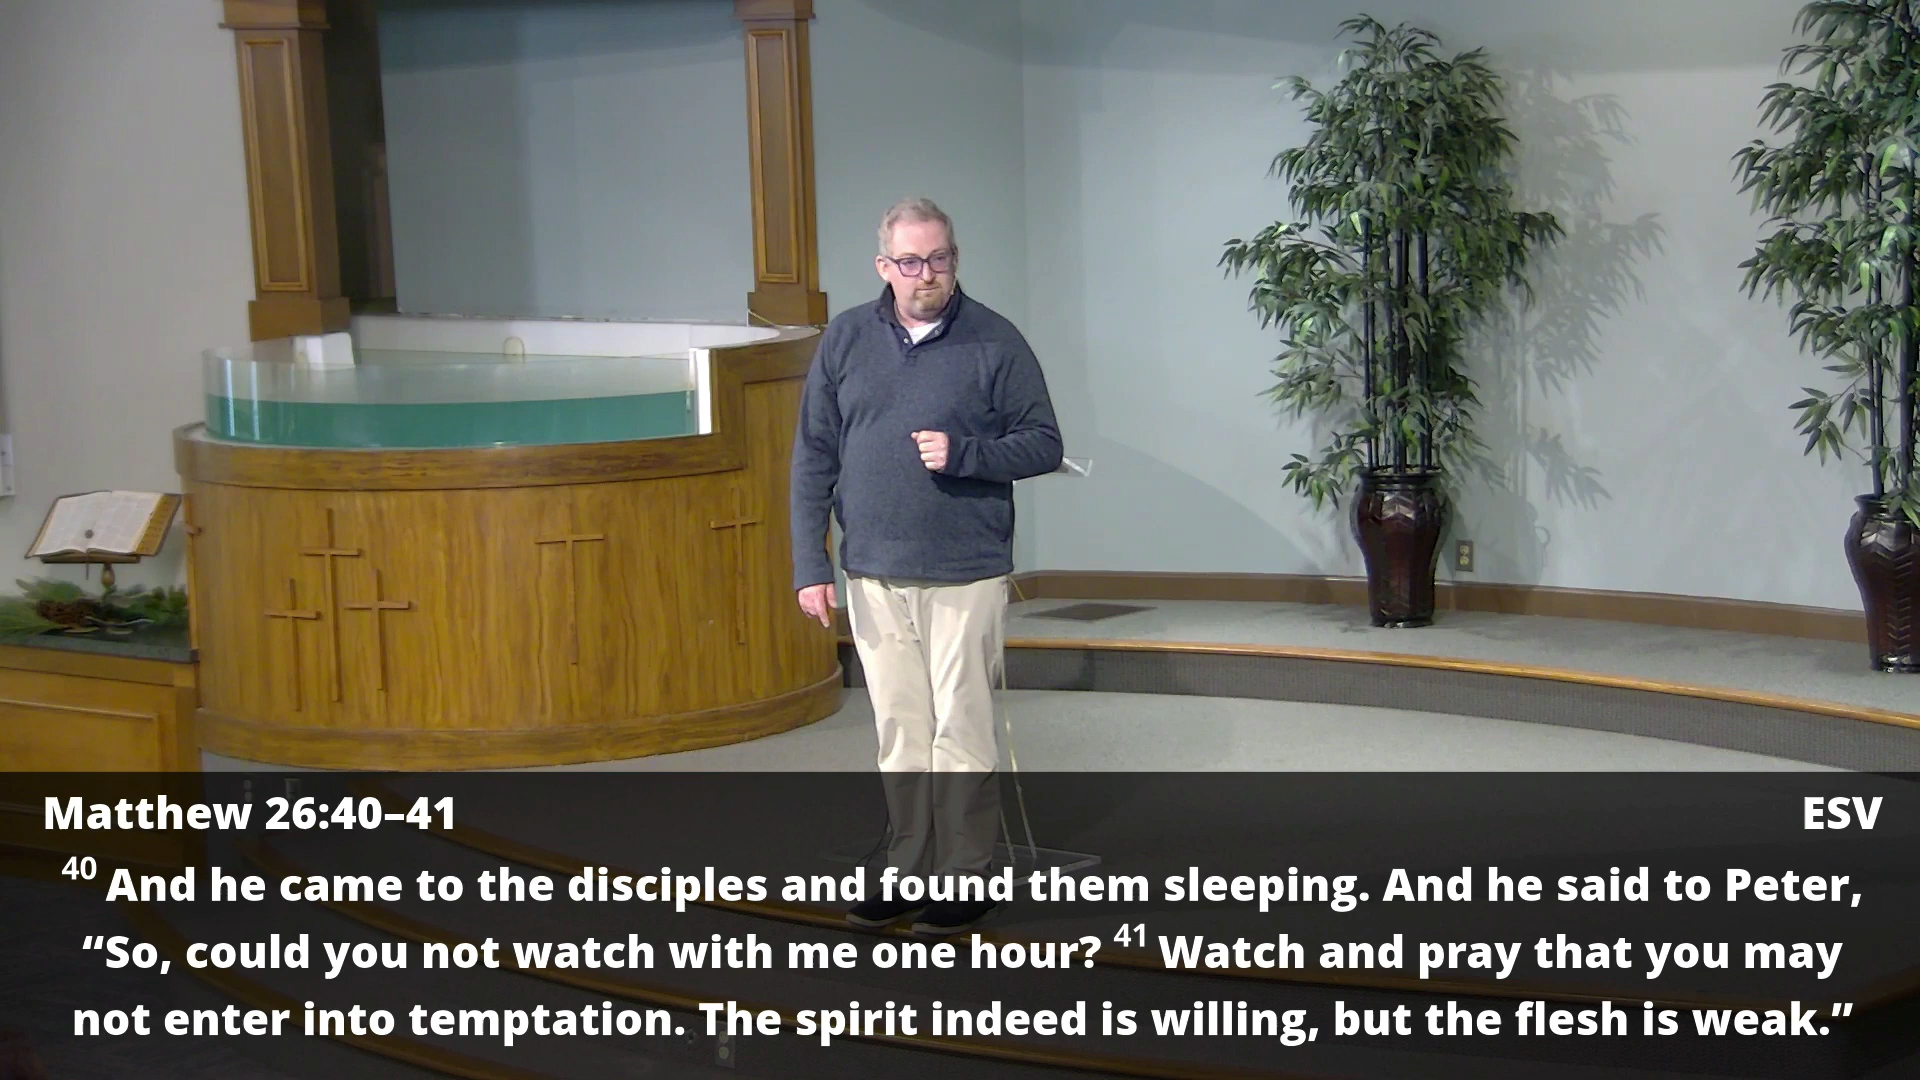 Matthew 26:40–41
ESV
40 And he came to the disciples and found them sleeping. And he said to Peter,
“So, could you not watch with me one hour? 41 Watch and pray that you may
not enter into temptation. The spirit indeed is willing, but the flesh is weak.”